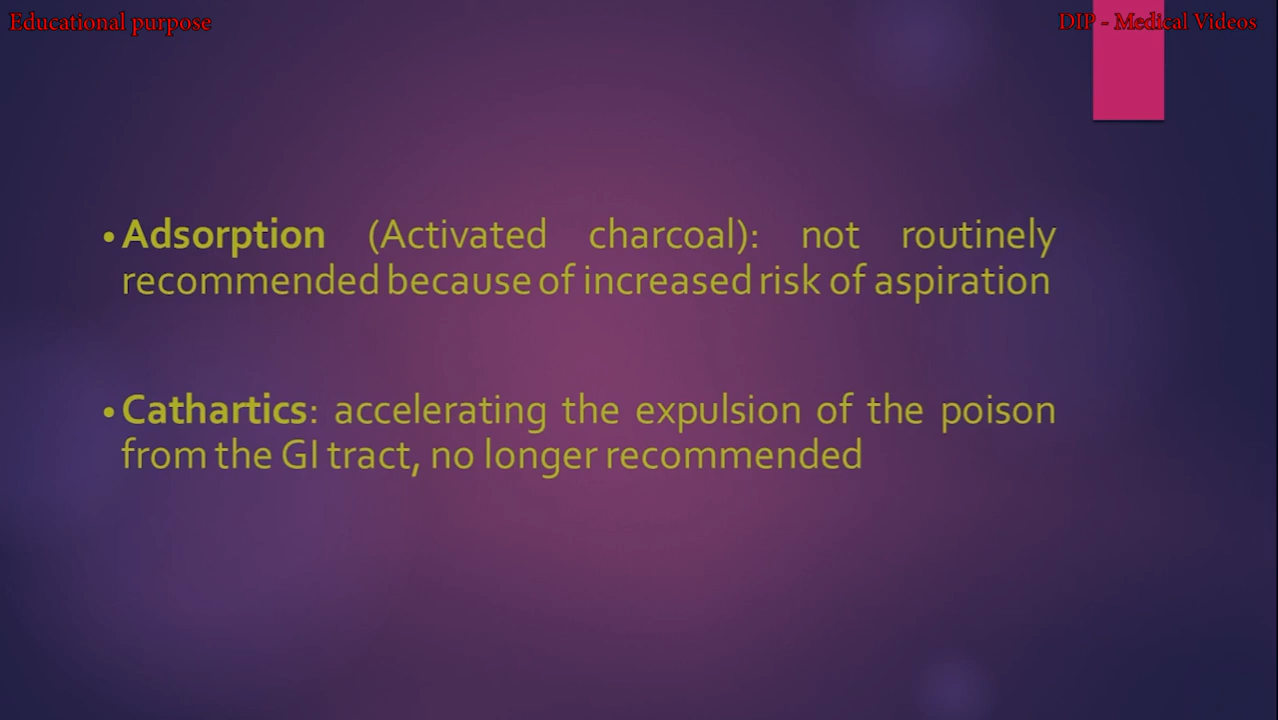 Educational purpose
DIP - Medical Videos
• Adsorption (Activated charcoal): not routinely
recommended because of increased risk of aspiration
• Cathartics: accelerating the expulsion of the poison
from the GI tract, no longer recommended